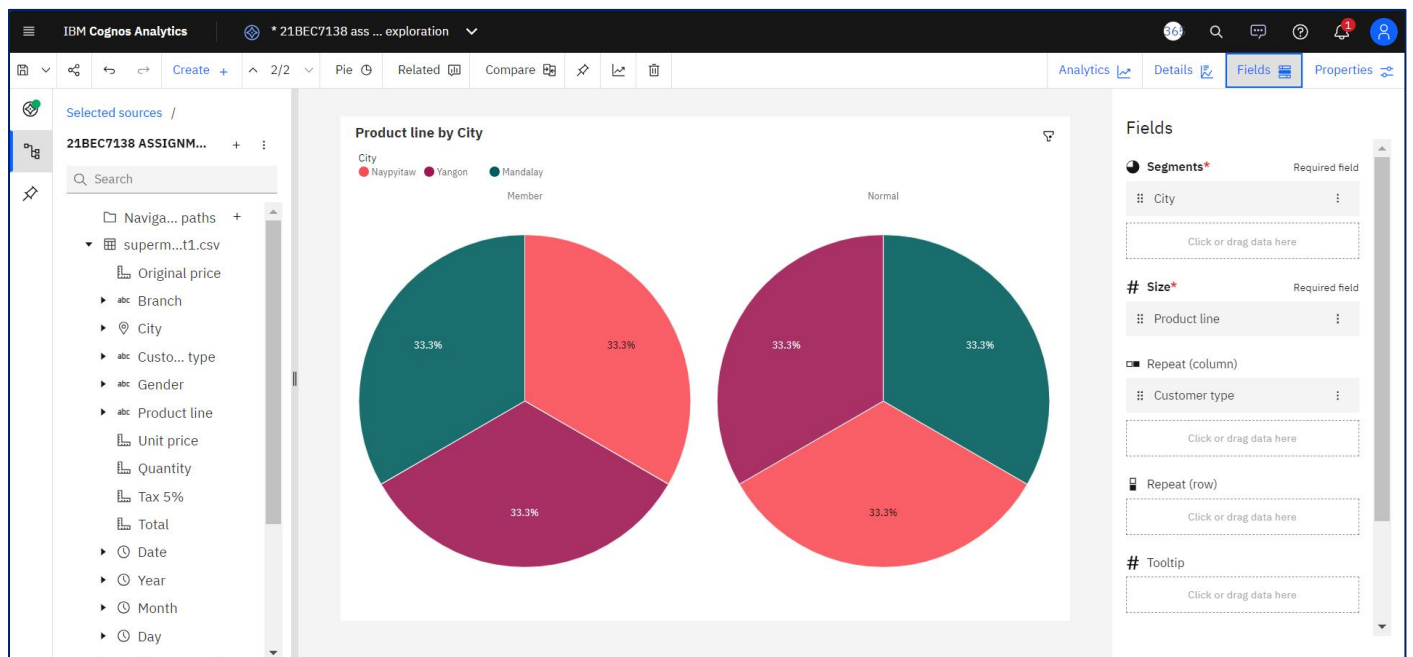 IBM Cognos Analytics
* 21BEC7138 ass ... exploration
1
Create +
2/2
Pie
Related
Compare
Analytics
Details
Fields
Properties
Selected sources /
21BEC7138 ASSIGNM...
Search
Naviga... paths
superm...t1.csv
Original price
abc Branch
City
abc Custo... type
abc Gender
abc Product line
Unit price
Quantity
Tax 5%
Total
Date
Year
Month
Day
Product line by City
City
Naypyitaw Yangon Mandalay
Member
Normal
33.3%
33.3%
33.3%
33.3%
33.3%
33.3%
Fields
Segments* Required field
City
Click or drag data here
# Size* Required field
Product line
Repeat (column)
Customer type
Click or drag data here
Repeat (row)
Click or drag data here
# Tooltip
Click or drag data here